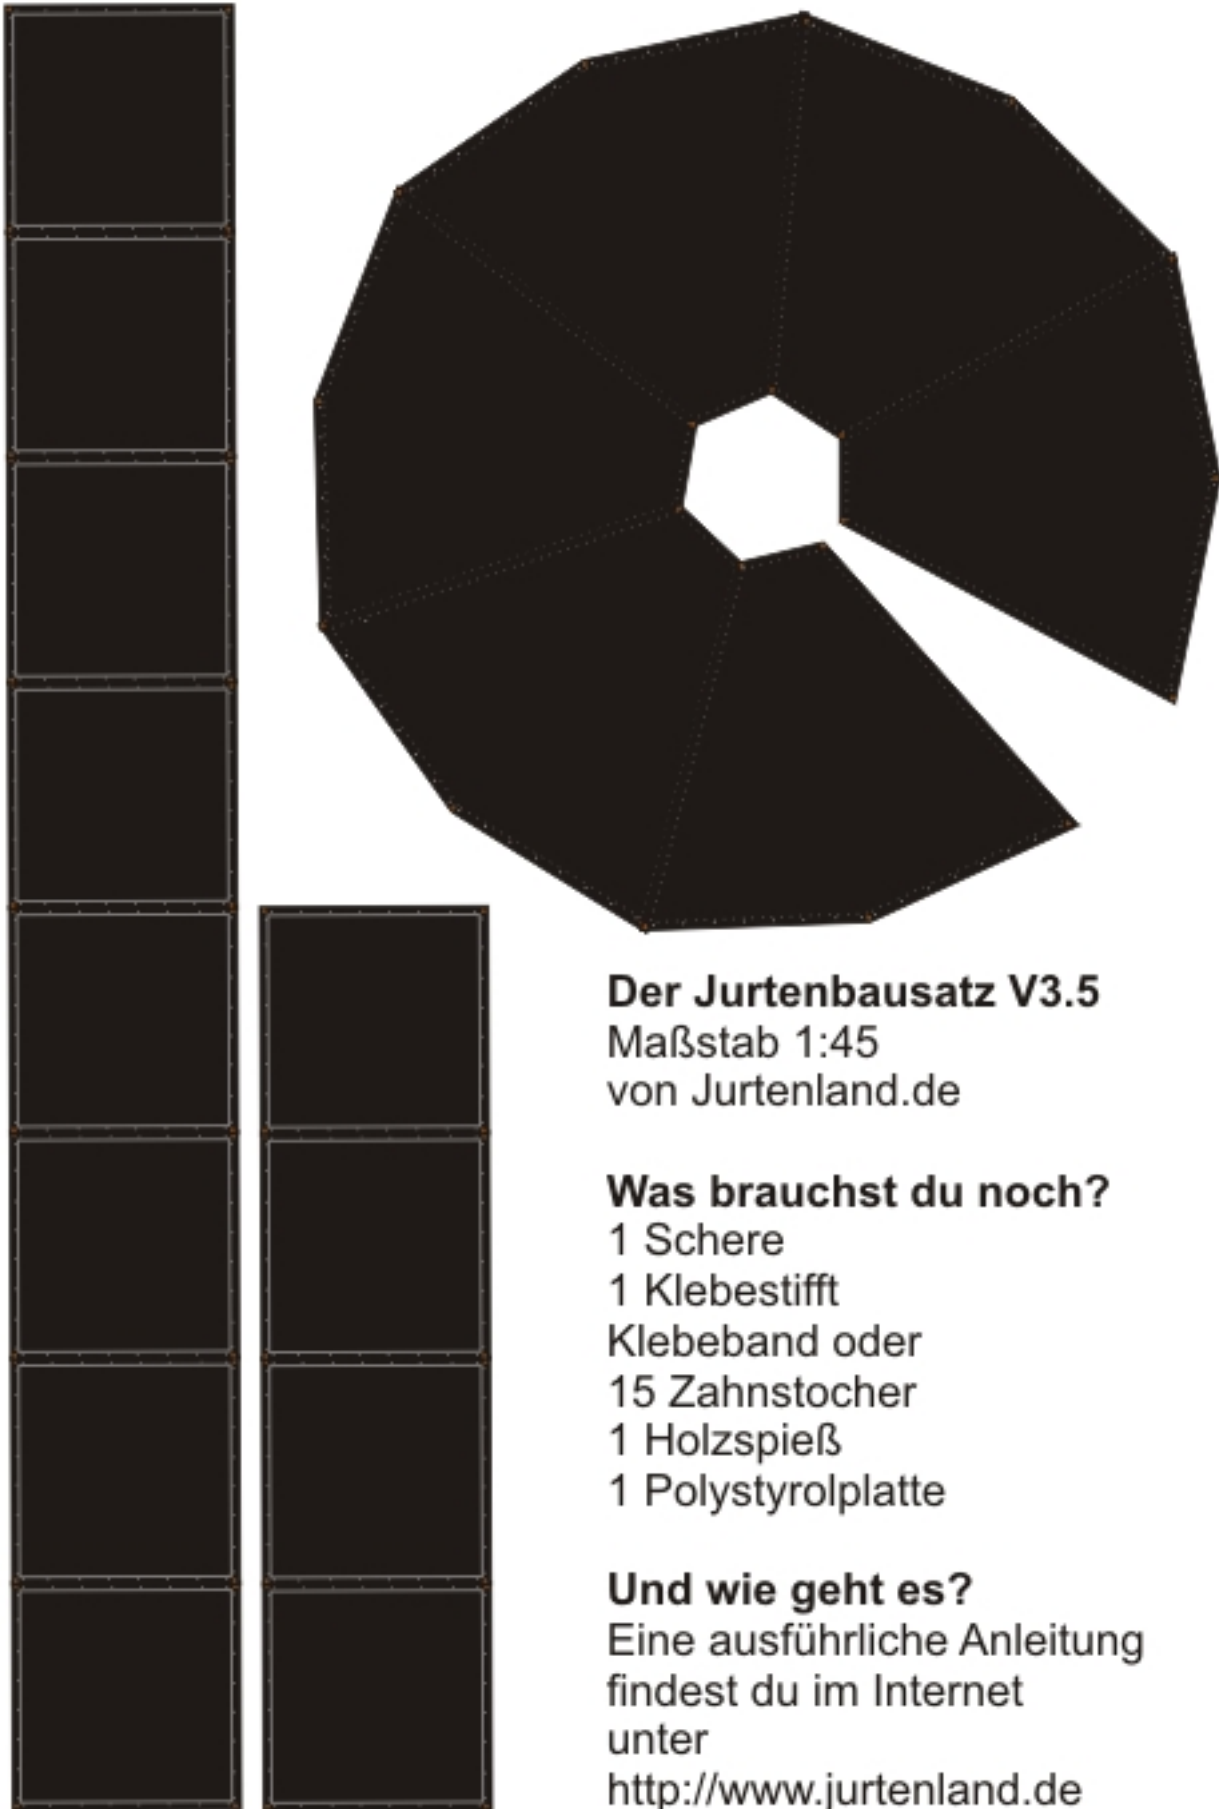 Der Jurtenbausatz V3.5
Maßstab 1:45
von Jurtenland.de
Was brauchst du noch?
1 Schere
1 Klebestifft
Klebeband oder
15 Zahnstocher
1 Holzspieß
1 Polystyrolplatte
Und wie geht es?
Eine ausführliche Anleitung
findest du im Internet
unter
http://www.jurtenland.de